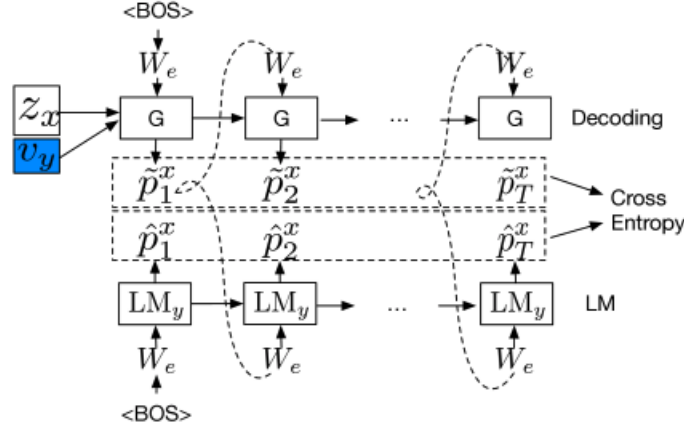 <BOS>
W_e W_e W_e
z_x G G ... G Decoding
v_y
p̃_1^x p̃_2^x p̃_T^x Cross
p̂_1^x p̂_2^x p̂_T^x Entropy
LM_y LM_y ... LM_y LM
W_e W_e W_e
<BOS>